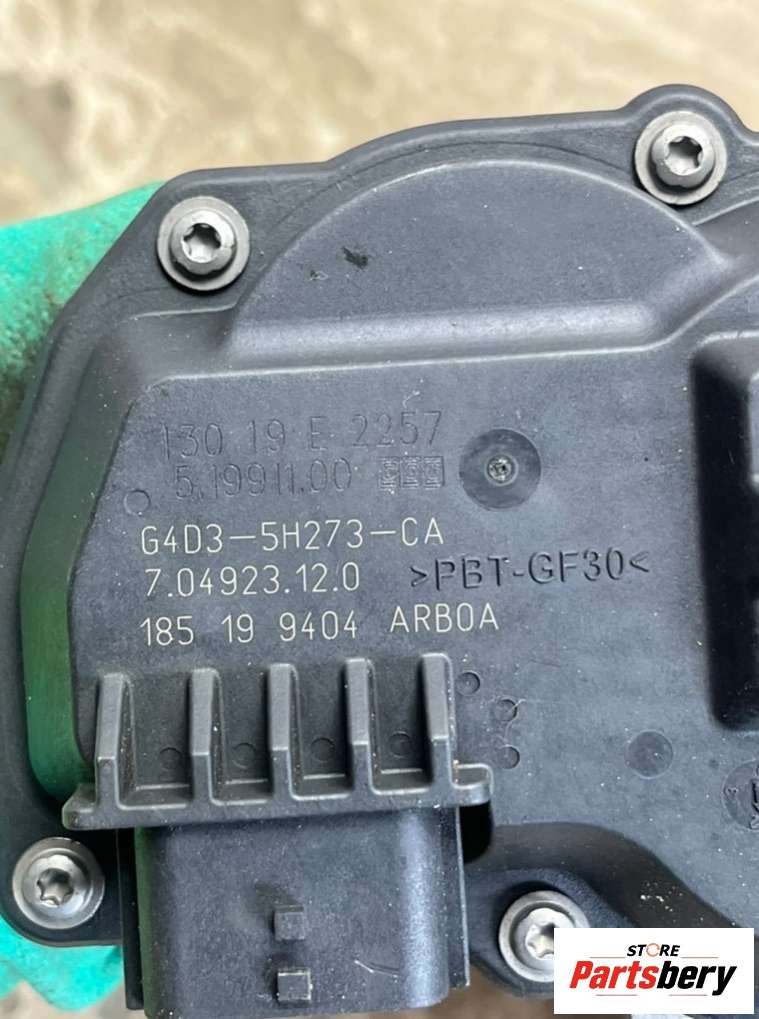 130 19 E 2257
5.19911.00
G4D3-5H273-CA
7.04923.12.0
>PBT-GF30<
185 19 9404 ARB0A
STORE
Partsbery